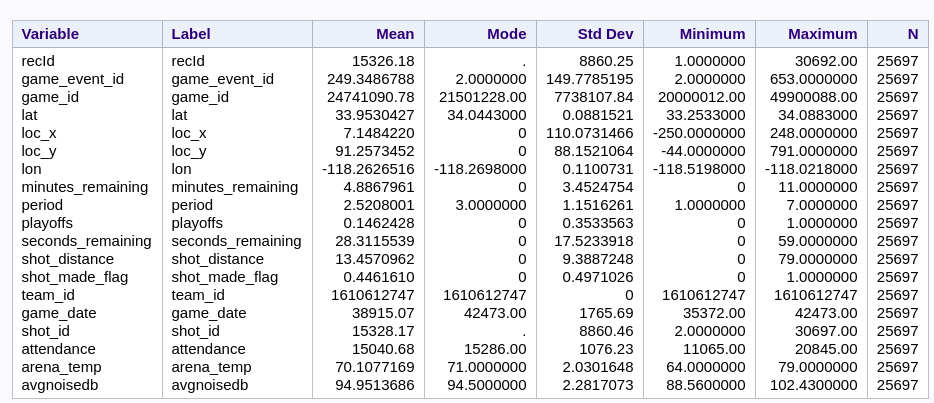 Variable Label Mean Mode Std Dev Minimum Maximum N
recId recId 15326.18 . 8860.25 1.0000000 30692.00 25697
game_event_id game_event_id 249.3486788 2.0000000 149.7785195 2.0000000 653.0000000 25697
game_id game_id 24741090.78 21501228.00 7738107.84 20000012.00 49900088.00 25697
lat lat 33.9530427 34.0443000 0.0881521 33.2533000 34.0883000 25697
loc_x loc_x 7.1484220 0 110.0731466 -250.0000000 248.0000000 25697
loc_y loc_y 91.2573452 0 88.1521064 -44.0000000 791.0000000 25697
lon lon -118.2626516 -118.2698000 0.1100731 -118.5198000 -118.0218000 25697
minutes_remaining minutes_remaining 4.8867961 0 3.4524754 0 11.0000000 25697
period period 2.5208001 3.0000000 1.1516261 1.0000000 7.0000000 25697
playoffs playoffs 0.1462428 0 0.3533563 0 1.0000000 25697
seconds_remaining seconds_remaining 28.3115539 0 17.5233918 0 59.0000000 25697
shot_distance shot_distance 13.4570962 0 9.3887248 0 79.0000000 25697
shot_made_flag shot_made_flag 0.4461610 0 0.4971026 0 1.0000000 25697
team_id team_id 1610612747 1610612747 0 1610612747 1610612747 25697
game_date game_date 38915.07 42473.00 1765.69 35372.00 42473.00 25697
shot_id shot_id 15328.17 . 8860.46 2.0000000 30697.00 25697
attendance attendance 15040.68 15286.00 1076.23 11065.00 20845.00 25697
arena_temp arena_temp 70.1077169 71.0000000 2.0301648 64.0000000 79.0000000 25697
avgnoisedb avgnoisedb 94.9513686 94.5000000 2.2817073 88.5600000 102.4300000 25697